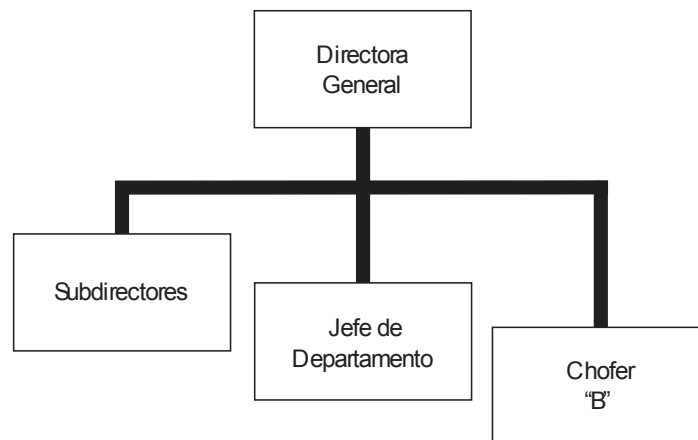 Directora
General
Subdirectores
Jefe de
Departamento
Chofer
“B”